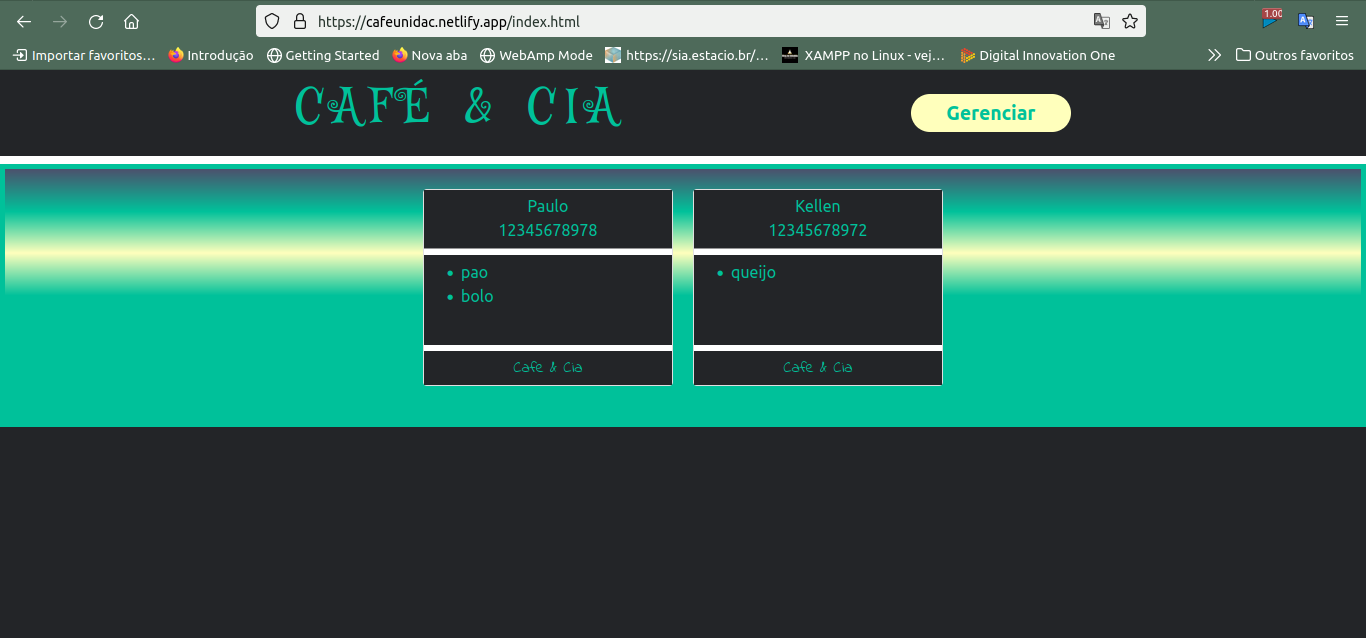 https://cafeunidac.netlify.app/index.html
1.00
Importar favoritos… Introdução Getting Started Nova aba WebAmp Mode https://sia.estacio.br/… XAMPP no Linux - vej… Digital Innovation One Outros favoritos
CAFÉ & CIA
Gerenciar
Paulo
12345678978
pao
bolo
Cafe & Cia
Kellen
12345678972
queijo
Cafe & Cia